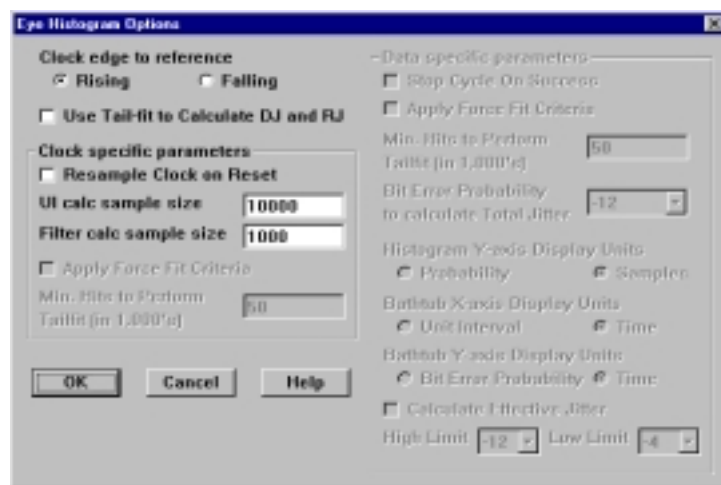 Eye Histogram Options
Clock edge to reference
Rising
Falling
Use Tail-fit to Calculate DJ and RJ
Clock specific parameters
Resample Clock on Reset
UI calc sample size
10000
Filter calc sample size
1000
Apply Force Fit Criteria
Min. Hits to Perform
Tailfit (in 1,000's)
50
OK
Cancel
Help
Data specific parameters
Stop Cycle On Success
Apply Force Fit Criteria
Min. Hits to Perform
Tailfit (in 1,000's)
50
Bit Error Probability
to calculate Total Jitter
-12
Histogram Y-axis Display Units
Probability
Samples
Bathtub X-axis Display Units
Unit Interval
Time
Bathtub Y-axis Display Units
Bit Error Probability
Time
Calculate Effective Jitter
High Limit
-12
Low Limit
-4